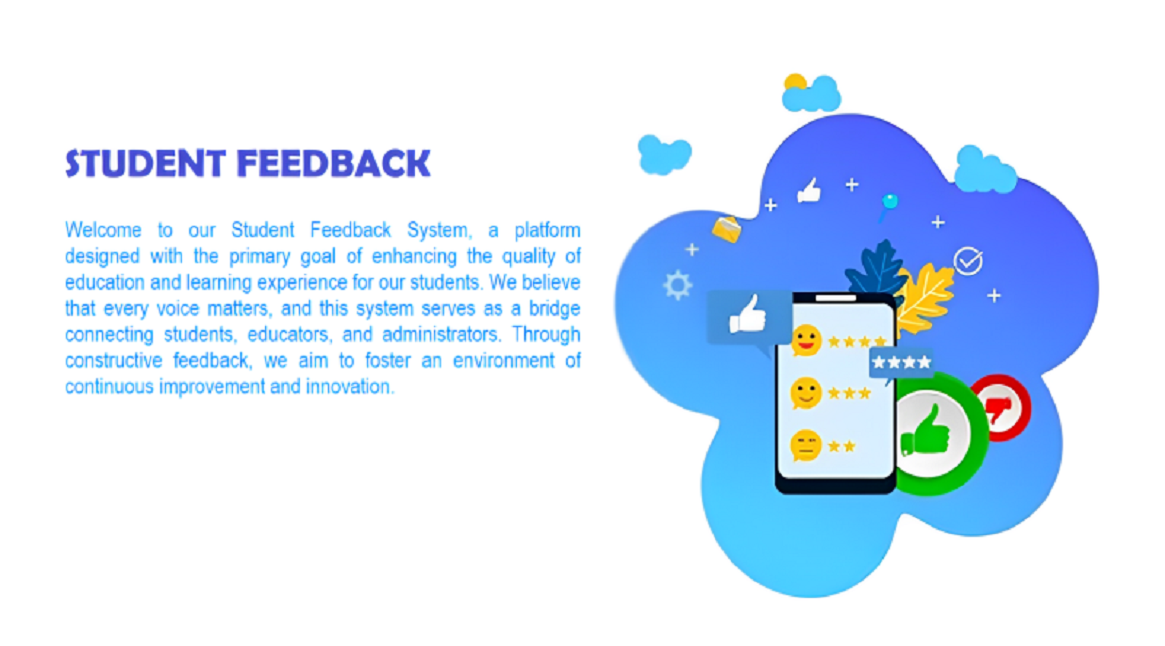 STUDENT FEEDBACK
Welcome to our Student Feedback System, a platform
designed with the primary goal of enhancing the quality of
education and learning experience for our students. We believe
that every voice matters, and this system serves as a bridge
connecting students, educators, and administrators. Through
constructive feedback, we aim to foster an environment of
continuous improvement and innovation.